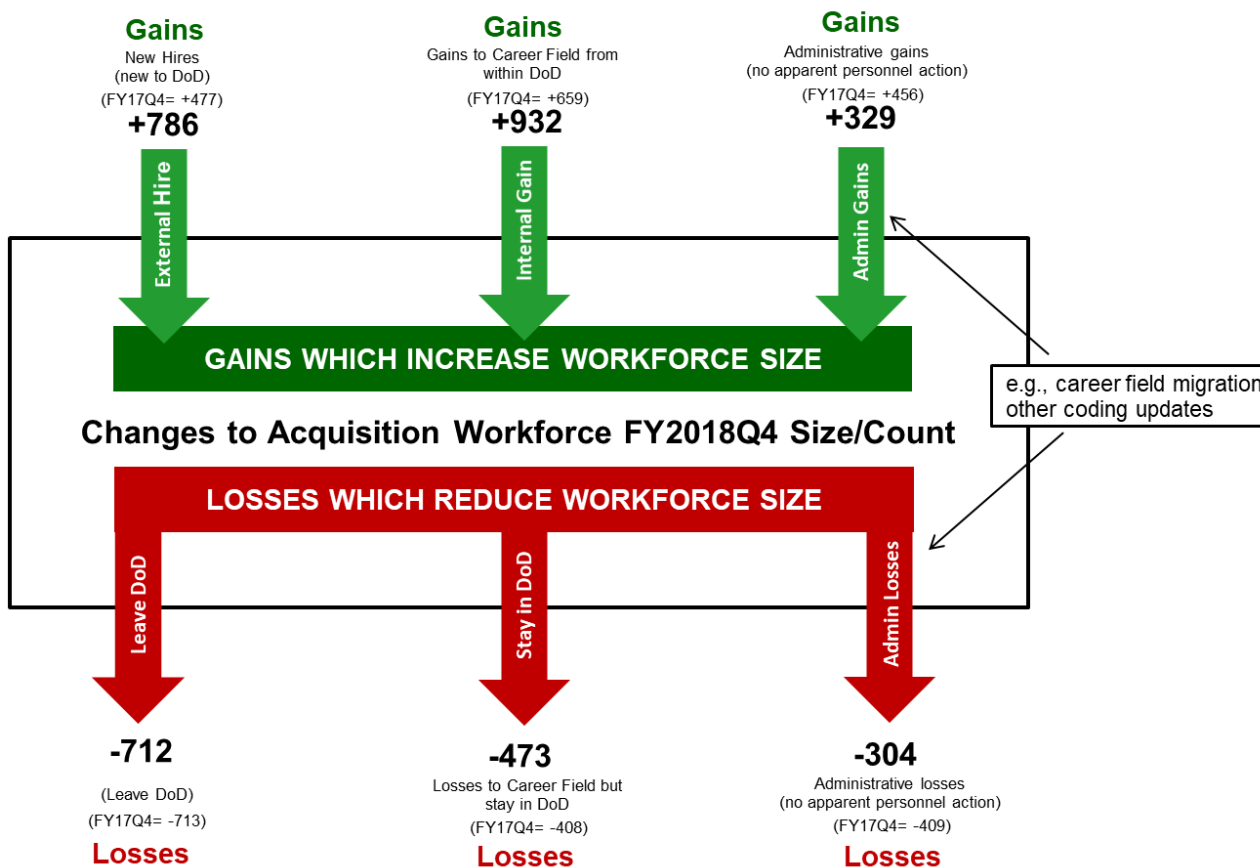 Gains
New Hires
(new to DoD)
(FY17Q4= +477)
+786
External Hire
Gains
Gains to Career Field from
within DoD
(FY17Q4= +659)
+932
Internal Gain
Gains
Administrative gains
(no apparent personnel action)
(FY17Q4= +456)
+329
Admin Gains
GAINS WHICH INCREASE WORKFORCE SIZE
e.g., career field migration
other coding updates
Changes to Acquisition Workforce FY2018Q4 Size/Count
LOSSES WHICH REDUCE WORKFORCE SIZE
Leave DoD
-712
(Leave DoD)
(FY17Q4= -713)
Losses
Stay in DoD
-473
Losses to Career Field but
stay in DoD
(FY17Q4= -408)
Losses
Admin Losses
-304
Administrative losses
(no apparent personnel action)
(FY17Q4= -409)
Losses